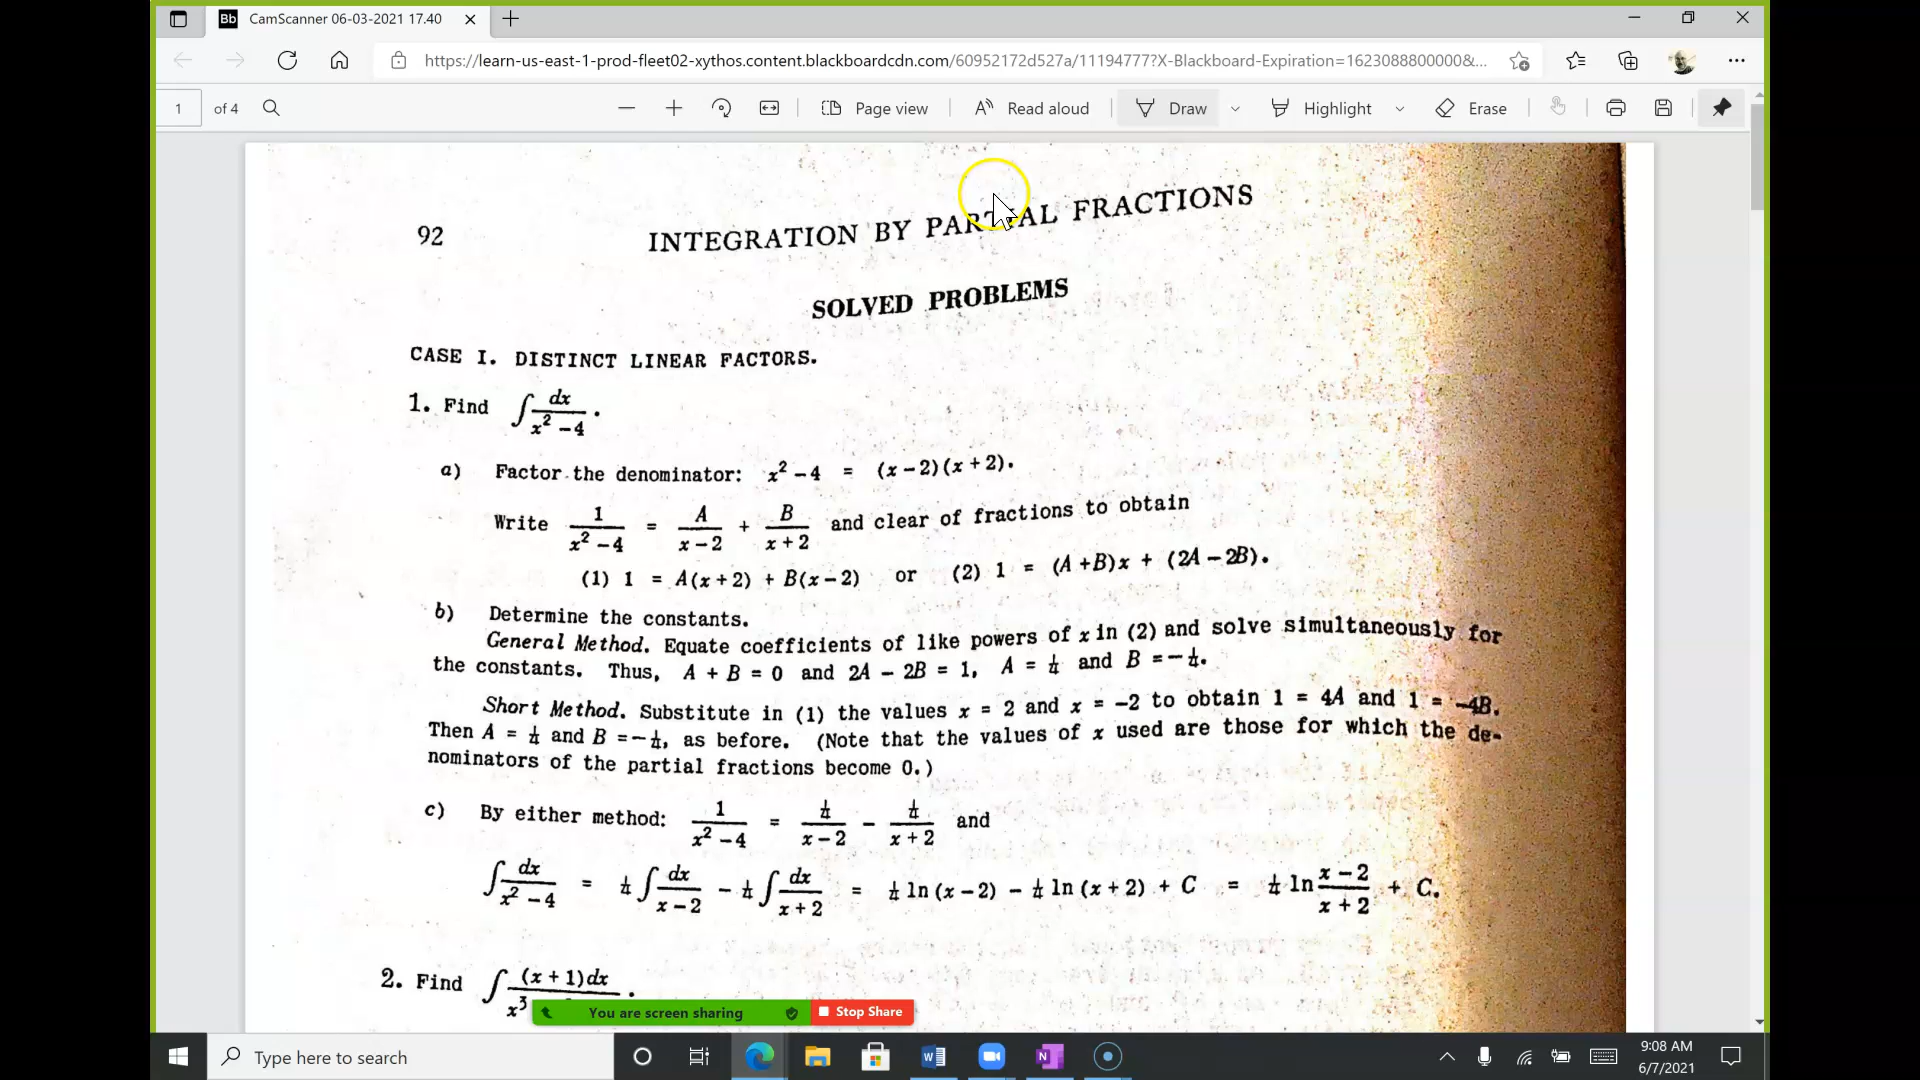 Bb CamScanner 06-03-2021 17.40
https://learn-us-east-1-prod-fleet02-xythos.content.blackboardcdn.com/60952172d527a/11194777?X-Blackboard-Expiration=1623088800000&...
1 of 4 Page view Read aloud Draw Highlight Erase
92 INTEGRATION BY PARTIAL FRACTIONS
SOLVED PROBLEMS
CASE I. DISTINCT LINEAR FACTORS.
1. Find ∫ dx/(x² − 4) .
a) Factor the denominator: x² − 4 = (x − 2)(x + 2).
Write 1/(x² − 4) = A/(x − 2) + B/(x + 2) and clear of fractions to obtain
(1) 1 = A(x + 2) + B(x − 2) or (2) 1 = (A + B)x + (2A − 2B).
b) Determine the constants.
General Method. Equate coefficients of like powers of x in (2) and solve simultaneously for
the constants. Thus, A + B = 0 and 2A − 2B = 1, A = ¼ and B = −¼.
Short Method. Substitute in (1) the values x = 2 and x = −2 to obtain 1 = 4A and 1 = −4B.
Then A = ¼ and B = −¼, as before. (Note that the values of x used are those for which the de-
nominators of the partial fractions become 0.)
c) By either method: 1/(x² − 4) = ¼/(x − 2) − ¼/(x + 2) and
∫ dx/(x² − 4) = ¼ ∫ dx/(x − 2) − ¼ ∫ dx/(x + 2) = ¼ ln (x − 2) − ¼ ln (x + 2) + C = ¼ ln (x − 2)/(x + 2) + C.
2. Find ∫ (x + 1)dx/x³ .
You are screen sharing Stop Share
Type here to search
9:08 AM
6/7/2021